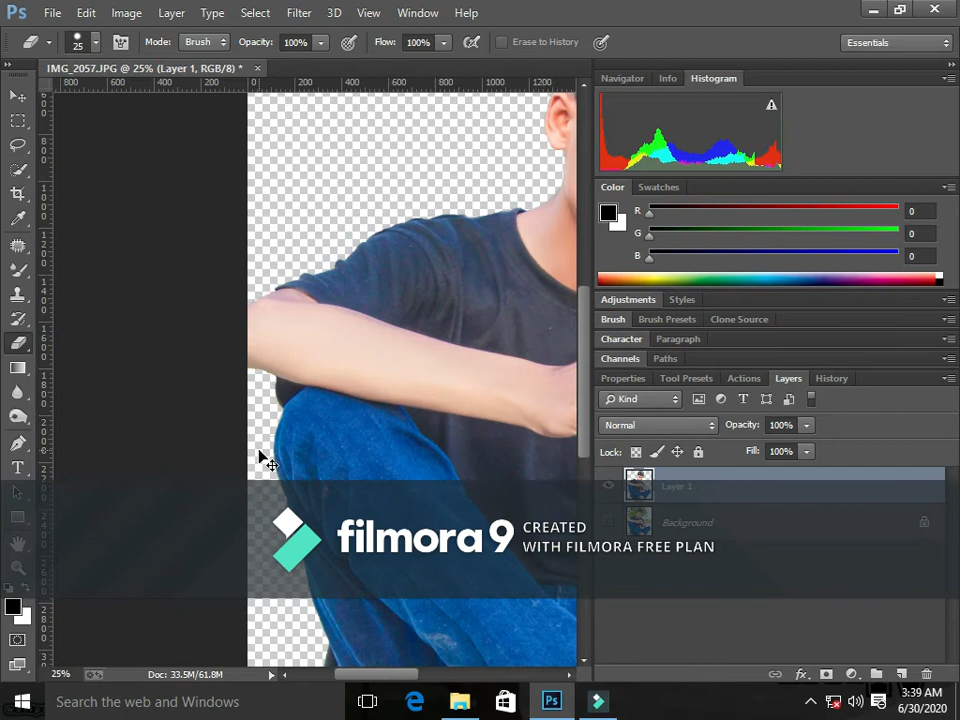 Ps File Edit Image Layer Type Select Filter 3D View Window Help
25 Mode: Brush Opacity: 100% Flow: 100% Erase to History Essentials
IMG_2057.JPG @ 25% (Layer 1, RGB/8) * ×
800 600 400 200 0 200 400 600 800 1000 1200
Navigator Info Histogram
Color Swatches
R 0
G 0
B 0
Adjustments Styles
Brush Brush Presets Clone Source
Character Paragraph
Channels Paths
Properties Tool Presets Actions Layers History
Kind
Normal Opacity: 100%
Lock: Fill: 100%
Layer 1
Background
filmora 9 CREATED
WITH FILMORA FREE PLAN
25% Doc: 33.5M/61.8M
Search the web and Windows
3:39 AM
6/30/2020